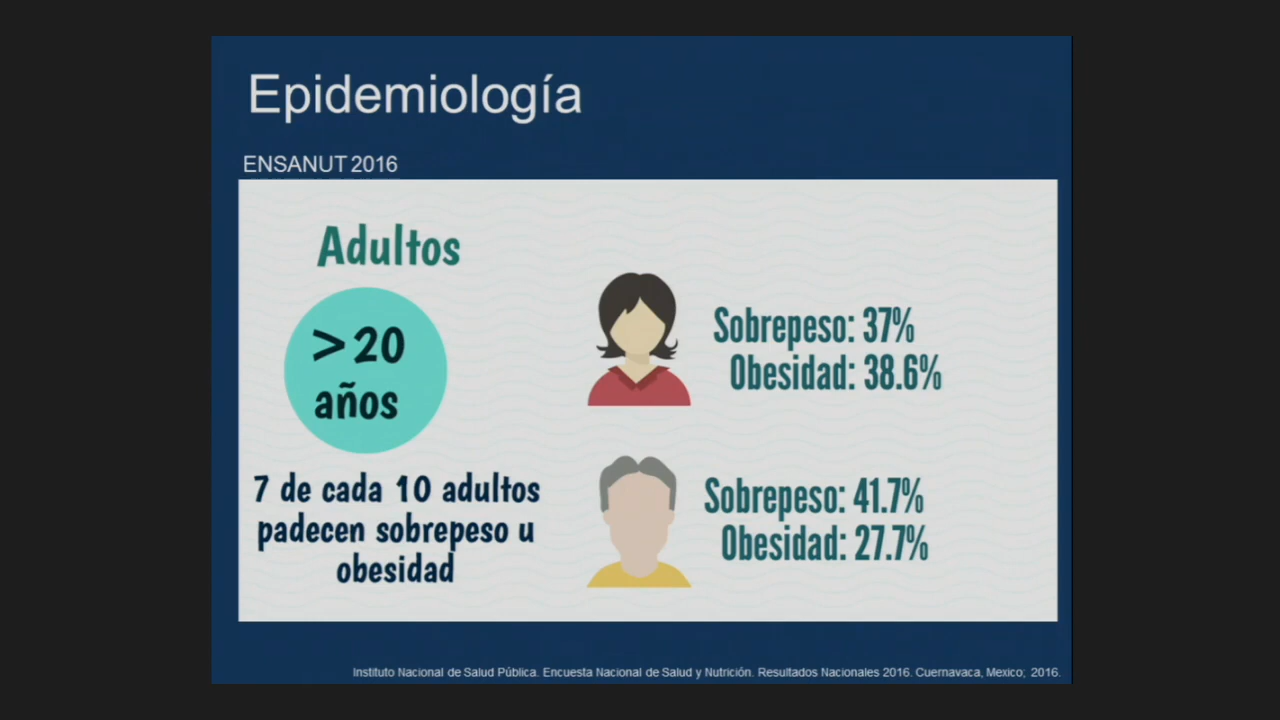 Epidemiología
ENSANUT 2016
Adultos
> 20
años
7 de cada 10 adultos
padecen sobrepeso u
obesidad
Sobrepeso: 37%
Obesidad: 38.6%
Sobrepeso: 41.7%
Obesidad: 27.7%
Instituto Nacional de Salud Pública. Encuesta Nacional de Salud y Nutrición. Resultados Nacionales 2016. Cuernavaca, Mexico; 2016.